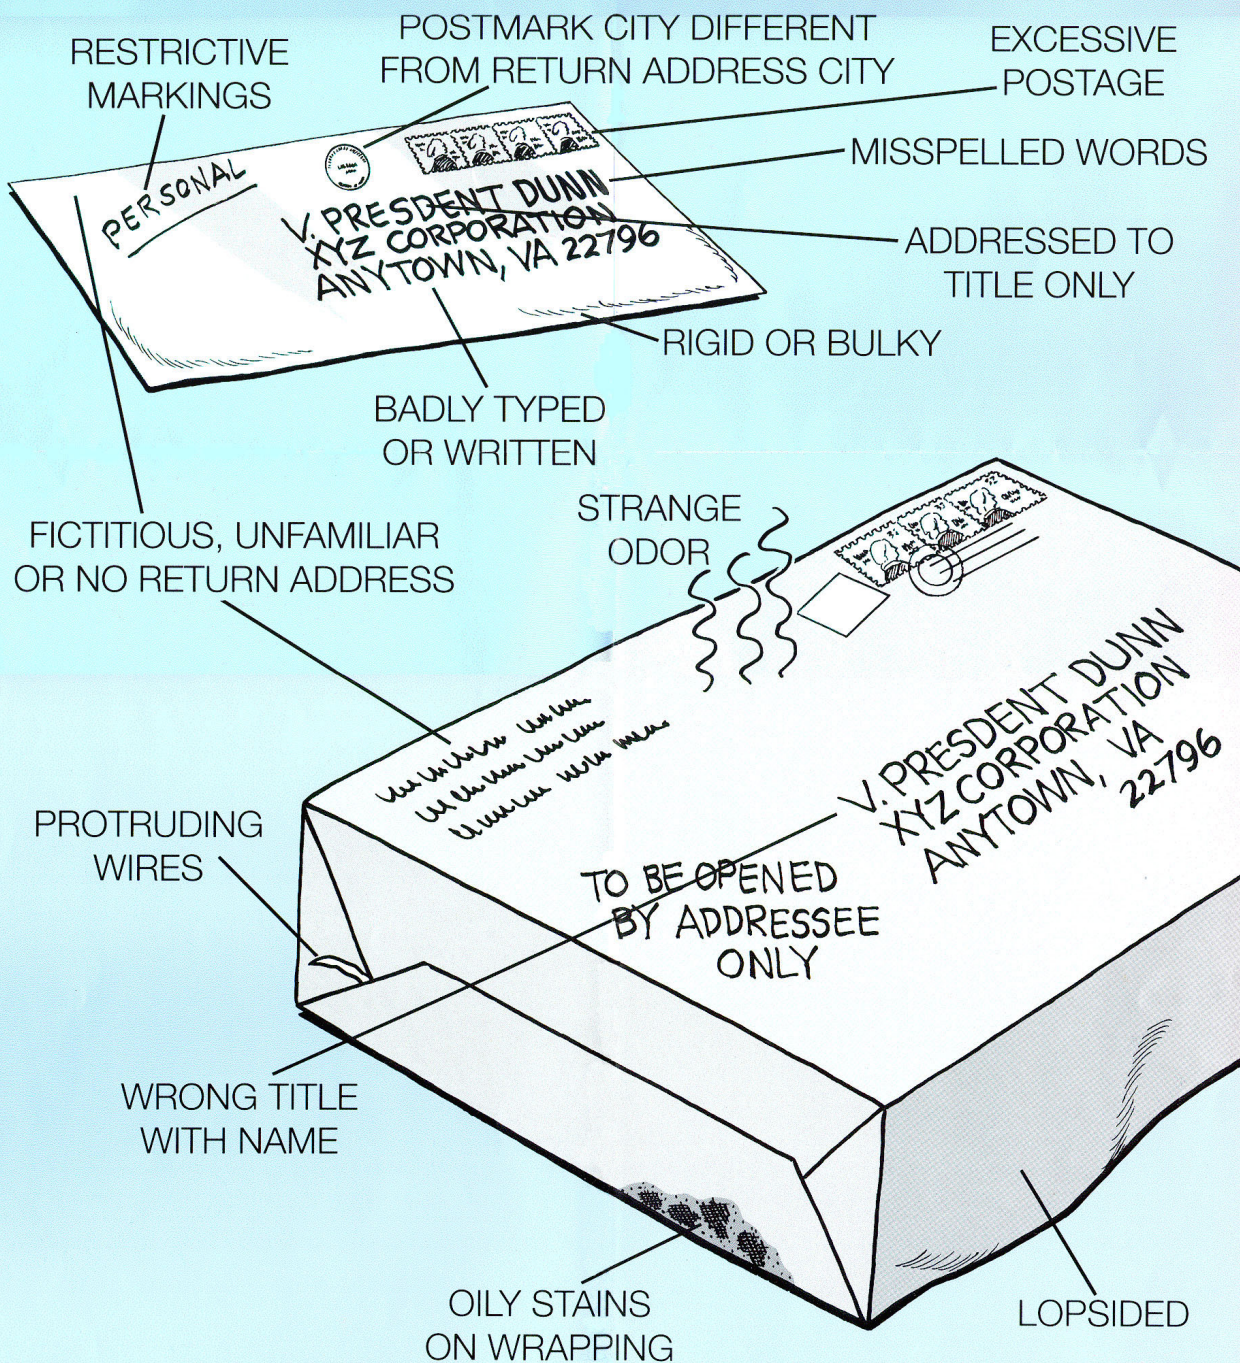 RESTRICTIVE
MARKINGS
POSTMARK CITY DIFFERENT
FROM RETURN ADDRESS CITY
EXCESSIVE
POSTAGE
MISSPELLED WORDS
PERSONAL
V. PRESDENT DUNN
XYZ CORPORATION
ANYTOWN, VA 22796
ADDRESSED TO
TITLE ONLY
RIGID OR BULKY
BADLY TYPED
OR WRITTEN
FICTITIOUS, UNFAMILIAR
OR NO RETURN ADDRESS
STRANGE
ODOR
V. PRESDENT DUNN
XYZ CORPORATION
ANYTOWN, VA
22796
PROTRUDING
WIRES
TO BE OPENED
BY ADDRESSEE
ONLY
WRONG TITLE
WITH NAME
OILY STAINS
ON WRAPPING
LOPSIDED